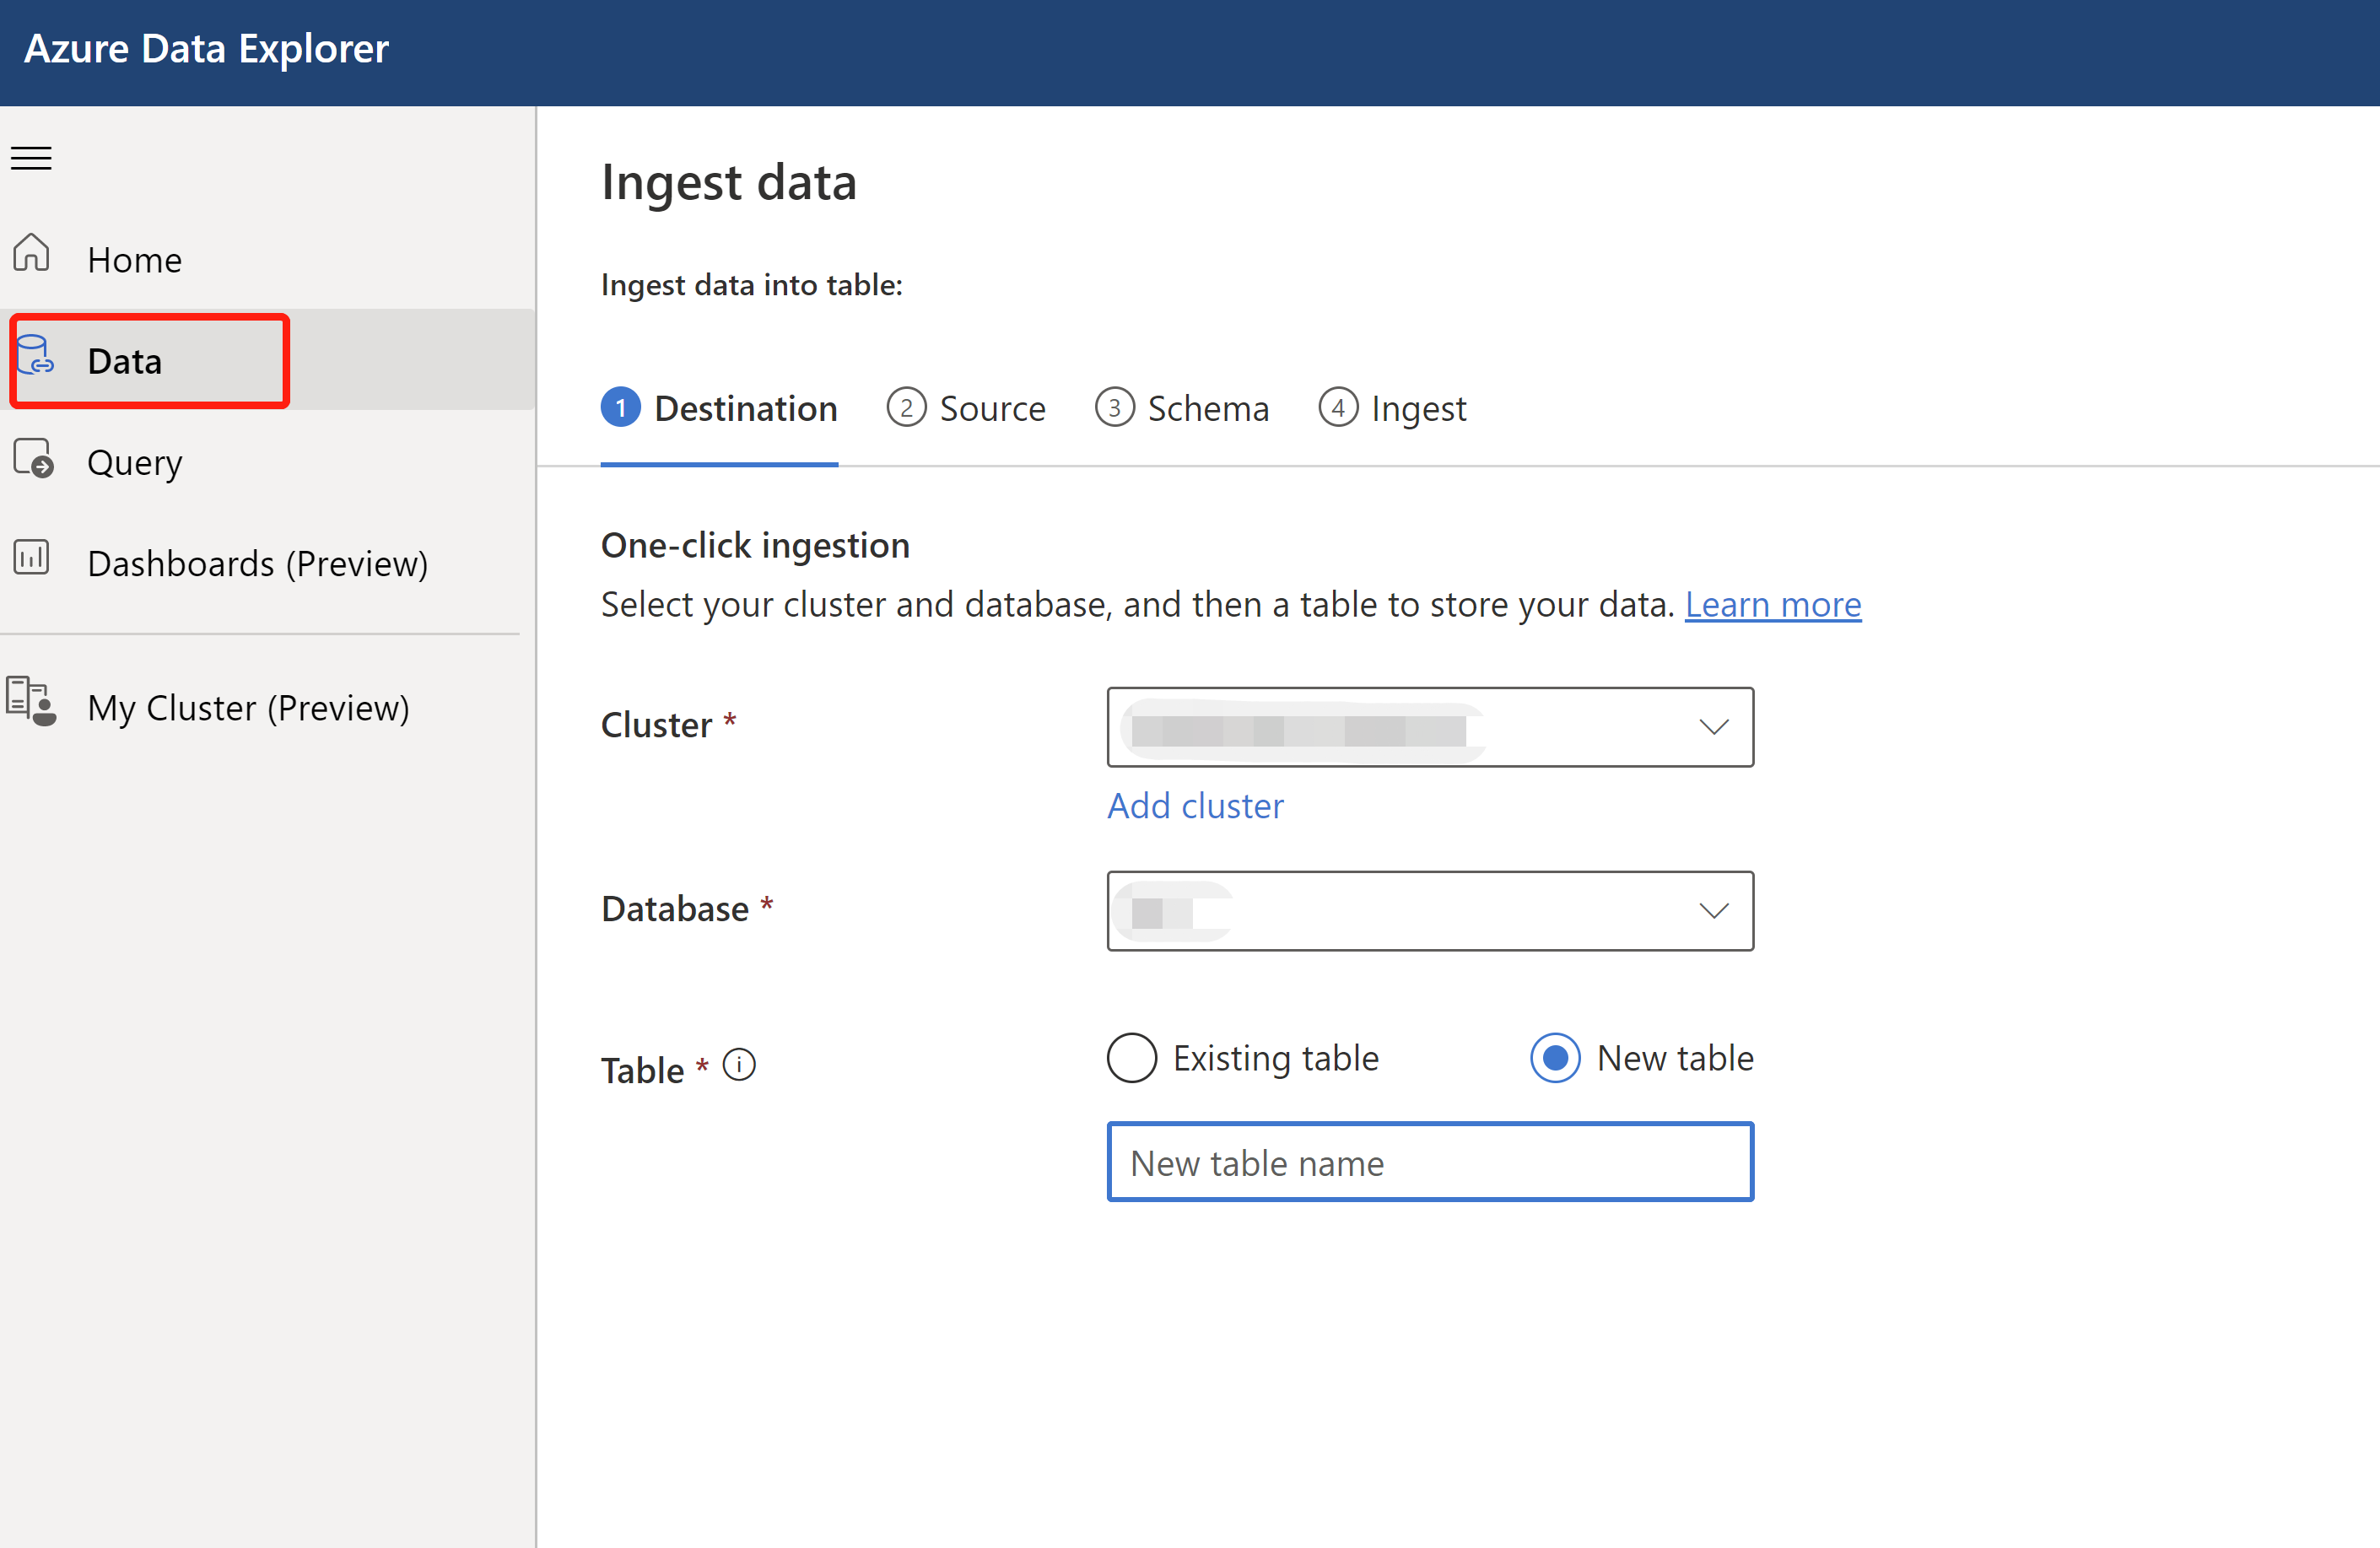 Azure Data Explorer
Home
Data
Query
Dashboards (Preview)
My Cluster (Preview)
Ingest data
Ingest data into table:
1 Destination 2 Source 3 Schema 4 Ingest
One-click ingestion
Select your cluster and database, and then a table to store your data. Learn more
Cluster *
Add cluster
Database *
Table * i Existing table New table
New table name